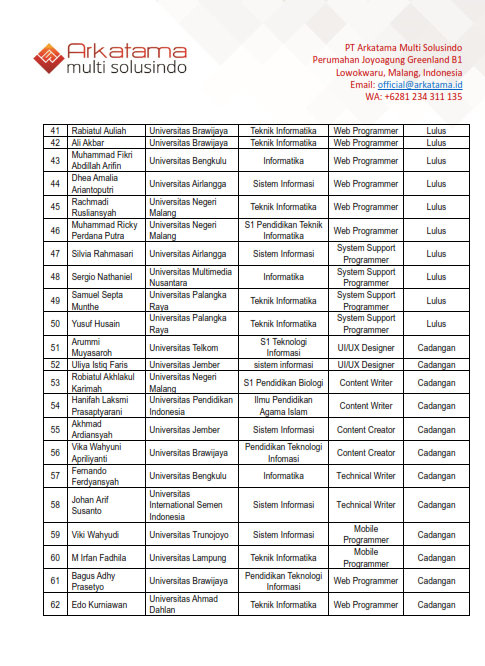 Arkatama
multi solusindo
PT Arkatama Multi Solusindo
Perumahan Joyoagung Greenland B1
Lowokwaru, Malang, Indonesia
Email: official@arkatama.id
WA: +6281 234 311 135
41 Rabiatul Auliah Universitas Brawijaya Teknik Informatika Web Programmer Lulus
42 Ali Akbar Universitas Brawijaya Teknik Informatika Web Programmer Lulus
43 Muhammad Fikri Abdillah Arifin Universitas Bengkulu Informatika Web Programmer Lulus
44 Dhea Amalia Ariantoputri Universitas Airlangga Sistem Informasi Web Programmer Lulus
45 Rachmadi Rusliansyah Universitas Negeri Malang Teknik Informatika Web Programmer Lulus
46 Muhammad Ricky Perdana Putra Universitas Negeri Malang S1 Pendidikan Teknik Informatika Web Programmer Lulus
47 Silvia Rahmasari Universitas Airlangga Sistem Informasi System Support Programmer Lulus
48 Sergio Nathaniel Universitas Multimedia Nusantara Informatika System Support Programmer Lulus
49 Samuel Septa Munthe Universitas Palangka Raya Teknik Informatika System Support Programmer Lulus
50 Yusuf Husain Universitas Palangka Raya Teknik Informatika System Support Programmer Lulus
51 Arummi Muyasaroh Universitas Telkom S1 Teknologi Informasi UI/UX Designer Cadangan
52 Uliya Istiq Faris Universitas Jember sistem informasi UI/UX Designer Cadangan
53 Robiatul Akhlakul Karimah Universitas Negeri Malang S1 Pendidikan Biologi Content Writer Cadangan
54 Hanifah Laksmi Prasaptyarani Universitas Pendidikan Indonesia Ilmu Pendidikan Agama Islam Content Writer Cadangan
55 Akhmad Ardiansyah Universitas Jember Sistem Informasi Content Creator Cadangan
56 Vika Wahyuni Apriliyanti Universitas Brawijaya Pendidikan Teknologi Infomasi Content Creator Cadangan
57 Fernando Ferdyansyah Universitas Bengkulu Informatika Technical Writer Cadangan
58 Johan Arif Susanto Universitas International Semen Indonesia Sistem Informasi Technical Writer Cadangan
59 Viki Wahyudi Universitas Trunojoyo Sistem Informasi Mobile Programmer Cadangan
60 M Irfan Fadhila Universitas Lampung Teknik Informatika Mobile Programmer Cadangan
61 Bagus Adhy Prasetyo Universitas Brawijaya Pendidikan Teknologi Informasi Web Programmer Cadangan
62 Edo Kurniawan Universitas Ahmad Dahlan Teknik Informatika Web Programmer Cadangan